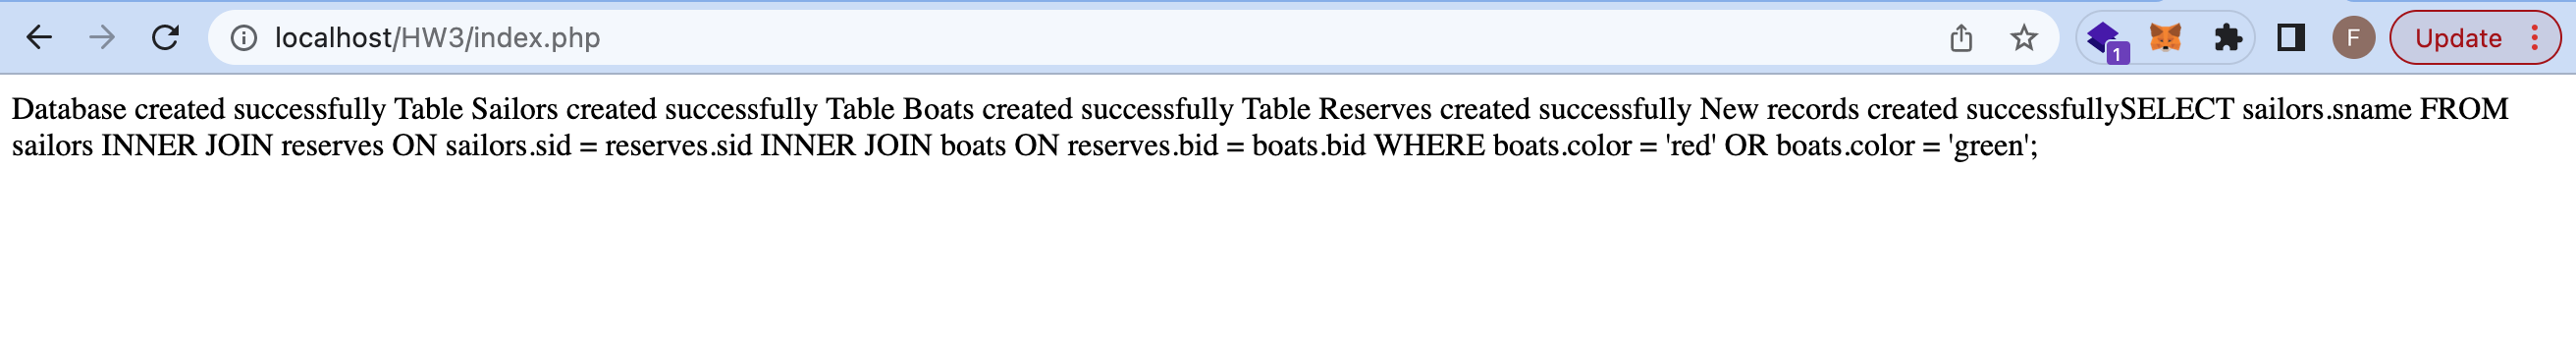 localhost/HW3/index.php
1
F
Update
Database created successfully Table Sailors created successfully Table Boats created successfully Table Reserves created successfully New records created successfullySELECT sailors.sname FROM
sailors INNER JOIN reserves ON sailors.sid = reserves.sid INNER JOIN boats ON reserves.bid = boats.bid WHERE boats.color = 'red' OR boats.color = 'green';